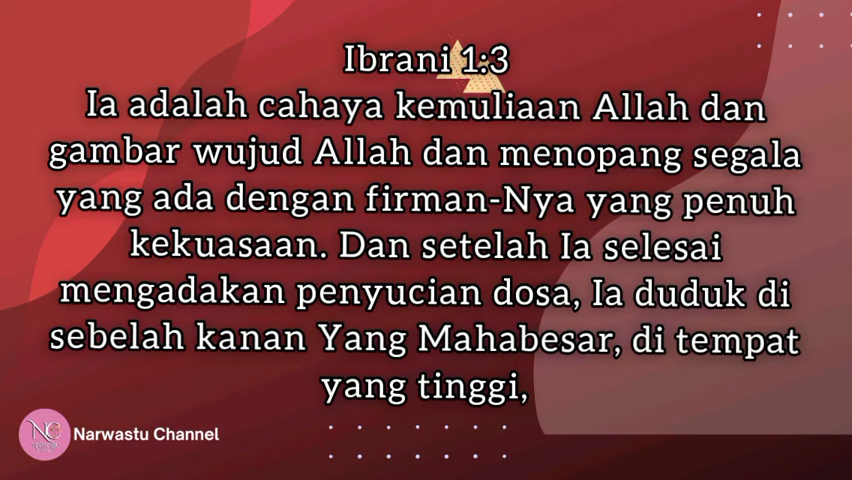 Ibrani 1:3
Ia adalah cahaya kemuliaan Allah dan
gambar wujud Allah dan menopang segala
yang ada dengan firman-Nya yang penuh
kekuasaan. Dan setelah Ia selesai
mengadakan penyucian dosa, Ia duduk di
sebelah kanan Yang Mahabesar, di tempat
yang tinggi,
NC
Narwastu Channel